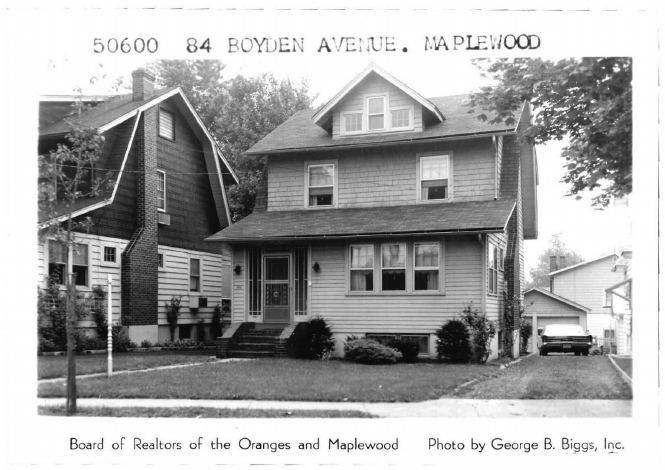 50600 84 BOYDEN AVENUE. MAPLEWOOD
Board of Realtors of the Oranges and Maplewood Photo by George B. Biggs, Inc.